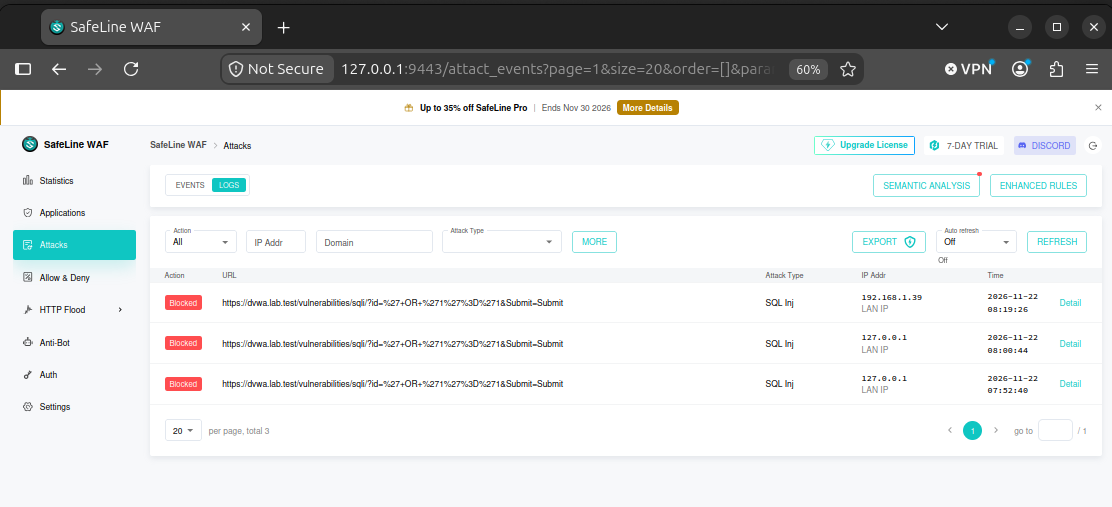 SafeLine WAF
Not Secure 127.0.0.1:9443/attact_events?page=1&size=20&order=[]&para 60% VPN
Up to 35% off SafeLine Pro | Ends Nov 30 2026 More Details
SafeLine WAF
SafeLine WAF > Attacks
Upgrade License 7-DAY TRIAL DISCORD
Statistics
Applications
Attacks
Allow & Deny
HTTP Flood
Anti-Bot
Auth
Settings
EVENTS LOGS SEMANTIC ANALYSIS ENHANCED RULES
Action
All
IP Addr
Domain
Attack Type
MORE
EXPORT
Auto refresh
Off
REFRESH
Off
Action URL Attack Type IP Addr Time
Blocked https://dvwa.lab.test/vulnerabilities/sqli/?id=%27+OR+%271%27%3D%271&Submit=Submit SQL Inj 192.168.1.39 2026-11-22 Detail
LAN IP 08:19:26
Blocked https://dvwa.lab.test/vulnerabilities/sqli/?id=%27+OR+%271%27%3D%271&Submit=Submit SQL Inj 127.0.0.1 2026-11-22 Detail
LAN IP 08:00:44
Blocked https://dvwa.lab.test/vulnerabilities/sqli/?id=%27+OR+%271%27%3D%271&Submit=Submit SQL Inj 127.0.0.1 2026-11-22 Detail
LAN IP 07:52:40
20 per page, total 3 1 go to / 1